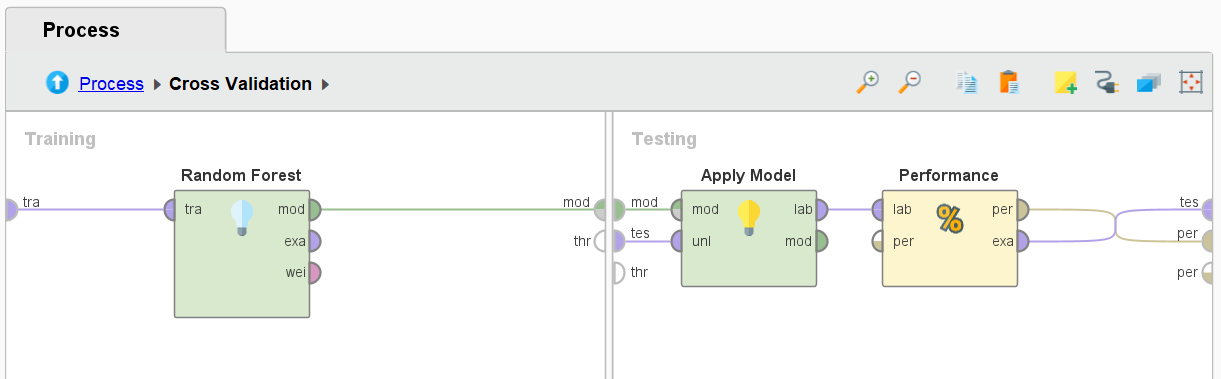 Process
Process Cross Validation
Training
Testing
Random Forest
Apply Model
Performance
tra
tra
mod
mod
mod
mod
lab
lab
per
tes
exa
thr
tes
unl
mod
per
exa
per
wei
thr
per